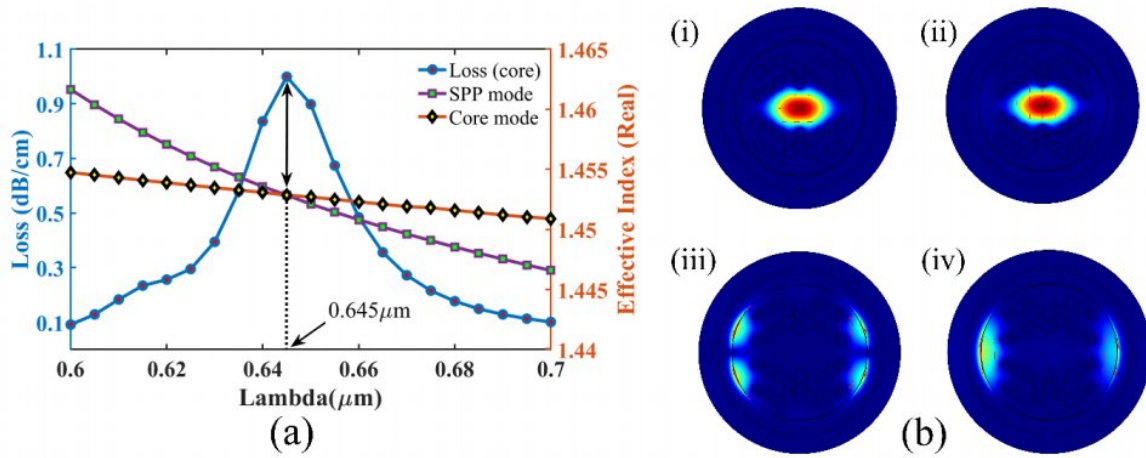 (a)
1.1
0.9
0.7
0.5
0.3
0.1
Loss (dB/cm)
Loss (core)
SPP mode
Core mode
1.465
1.46
1.455
1.45
1.445
1.44
Effective Index (Real)
0.645μm
0.6
0.62
0.64
0.66
0.68
0.7
Lambda(μm)
(a)
(i)
(ii)
(iii)
(iv)
(b)